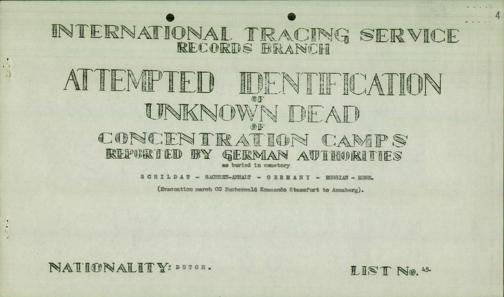 4
INTERNATIONAL TRACING SERVICE
RECORDS BRANCH
ATTEMPTED IDENTIFICATION
OF
UNKNOWN DEAD
OF
CONCENTRATION CAMPS
REPORTED BY GERMAN AUTHORITIES
as buried in cemetery
SCHILDAT - SACHSEN-ANHALT - GERMANY - RUSSIAN - ZONE.
(Evacuation march CC Buchenwald Kommando Stassfurt to Annaberg).
NATIONALITY: DUTCH. LIST No. 45.